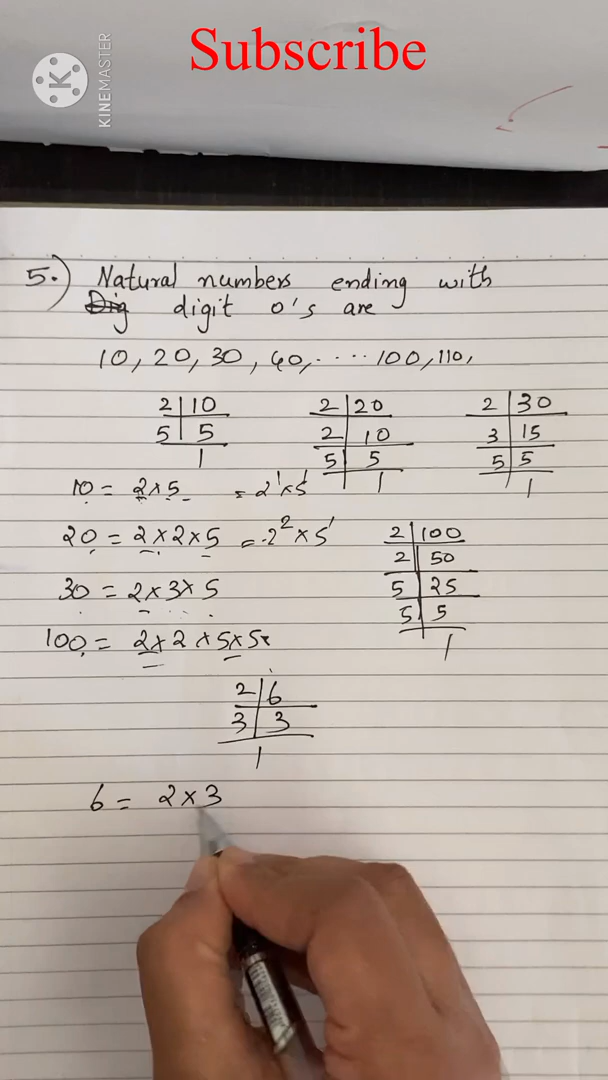 Subscribe
KINEMASTER
5.) Natural numbers ending with
Dig digit 0's are
10, 20, 30, 40, .... 100, 110,
2|10 2|20 2|30
5|5 2|10 3|15
1 5|5 5|5
1 1
10 = 2×5 = 2¹×5¹
20 = 2×2×5 = 2²×5¹
2|100
2|50
30 = 2×3×5 5|25
5|5
100 = 2×2×5×5 1
2|6
3|3
1
6 = 2×3